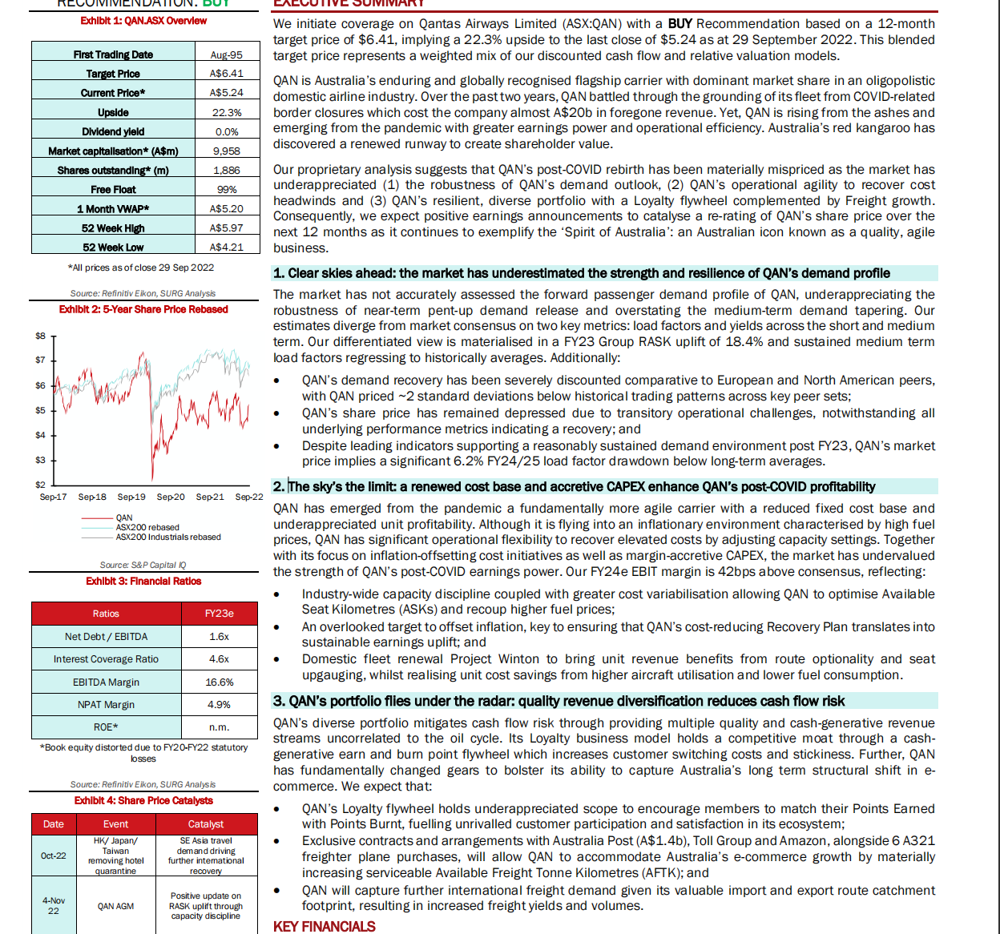 RECOMMENDATION: BUY
Exhibit 1: QAN.ASX Overview
First Trading Date Aug-95
Target Price A$6.41
Current Price* A$5.24
Upside 22.3%
Dividend yield 0.0%
Market capitalisation* (A$m) 9,958
Shares outstanding* (m) 1,886
Free Float 99%
1 Month VWAP* A$5.20
52 Week High A$5.97
52 Week Low A$4.21
*All prices as of close 29 Sep 2022
Source: Refinitiv Eikon, SURG Analysis
Exhibit 2: 5-Year Share Price Rebased
$8
$7
$6
$5
$4
$3
$2
Sep-17 Sep-18 Sep-19 Sep-20 Sep-21 Sep-22
QAN
ASX200 rebased
ASX200 Industrials rebased
Source: S&P Capital IQ
Exhibit 3: Financial Ratios
Ratios FY23e
Net Debt / EBITDA 1.6x
Interest Coverage Ratio 4.6x
EBITDA Margin 16.6%
NPAT Margin 4.9%
ROE* n.m.
*Book equity distorted due to FY20-FY22 statutory
losses
Source: Refinitiv Eikon, SURG Analysis
Exhibit 4: Share Price Catalysts
Date Event Catalyst
Oct-22
HK/ Japan/
Taiwan
removing hotel
quarantine
SE Asia travel
demand driving
further international
recovery
4-Nov
22
QAN AGM
Positive update on
RASK uplift through
capacity discipline
EXECUTIVE SUMMARY
We initiate coverage on Qantas Airways Limited (ASX:QAN) with a BUY Recommendation based on a 12-month
target price of $6.41, implying a 22.3% upside to the last close of $5.24 as at 29 September 2022. This blended
target price represents a weighted mix of our discounted cash flow and relative valuation models.
QAN is Australia's enduring and globally recognised flagship carrier with dominant market share in an oligopolistic
domestic airline industry. Over the past two years, QAN battled through the grounding of its fleet from COVID-related
border closures which cost the company almost A$20b in foregone revenue. Yet, QAN is rising from the ashes and
emerging from the pandemic with greater earnings power and operational efficiency. Australia's red kangaroo has
discovered a renewed runway to create shareholder value.
Our proprietary analysis suggests that QAN's post-COVID rebirth has been materially mispriced as the market has
underappreciated (1) the robustness of QAN's demand outlook, (2) QAN's operational agility to recover cost
headwinds and (3) QAN's resilient, diverse portfolio with a Loyalty flywheel complemented by Freight growth.
Consequently, we expect positive earnings announcements to catalyse a re-rating of QAN's share price over the
next 12 months as it continues to exemplify the 'Spirit of Australia': an Australian icon known as a quality, agile
business.
1. Clear skies ahead: the market has underestimated the strength and resilience of QAN's demand profile
The market has not accurately assessed the forward passenger demand profile of QAN, underappreciating the
robustness of near-term pent-up demand release and overstating the medium-term demand tapering. Our
estimates diverge from market consensus on two key metrics: load factors and yields across the short and medium
term. Our differentiated view is materialised in a FY23 Group RASK uplift of 18.4% and sustained medium term
load factors regressing to historically averages. Additionally:
• QAN's demand recovery has been severely discounted comparative to European and North American peers,
with QAN priced ~2 standard deviations below historical trading patterns across key peer sets;
• QAN's share price has remained depressed due to transitory operational challenges, notwithstanding all
underlying performance metrics indicating a recovery; and
• Despite leading indicators supporting a reasonably sustained demand environment post FY23, QAN's market
price implies a significant 6.2% FY24/25 load factor drawdown below long-term averages.
2. The sky's the limit: a renewed cost base and accretive CAPEX enhance QAN's post-COVID profitability
QAN has emerged from the pandemic a fundamentally more agile carrier with a reduced fixed cost base and
underappreciated unit profitability. Although it is flying into an inflationary environment characterised by high fuel
prices, QAN has significant operational flexibility to recover elevated costs by adjusting capacity settings. Together
with its focus on inflation-offsetting cost initiatives as well as margin-accretive CAPEX, the market has undervalued
the strength of QAN's post-COVID earnings power. Our FY24e EBIT margin is 42bps above consensus, reflecting:
• Industry-wide capacity discipline coupled with greater cost variabilisation allowing QAN to optimise Available
Seat Kilometres (ASKs) and recoup higher fuel prices;
• An overlooked target to offset inflation, key to ensuring that QAN's cost-reducing Recovery Plan translates into
sustainable earnings uplift; and
• Domestic fleet renewal Project Winton to bring unit revenue benefits from route optionality and seat
upgauging, whilst realising unit cost savings from higher aircraft utilisation and lower fuel consumption.
3. QAN's portfolio flies under the radar: quality revenue diversification reduces cash flow risk
QAN's diverse portfolio mitigates cash flow risk through providing multiple quality and cash-generative revenue
streams uncorrelated to the oil cycle. Its Loyalty business model holds a competitive moat through a cash-
generative earn and burn point flywheel which increases customer switching costs and stickiness. Further, QAN
has fundamentally changed gears to bolster its ability to capture Australia's long term structural shift in e-
commerce. We expect that:
• QAN's Loyalty flywheel holds underappreciated scope to encourage members to match their Points Earned
with Points Burnt, fuelling unrivalled customer participation and satisfaction in its ecosystem;
• Exclusive contracts and arrangements with Australia Post (A$1.4b), Toll Group and Amazon, alongside 6 A321
freighter plane purchases, will allow QAN to accommodate Australia's e-commerce growth by materially
increasing serviceable Available Freight Tonne Kilometres (AFTK); and
• QAN will capture further international freight demand given its valuable import and export route catchment
footprint, resulting in increased freight yields and volumes.
KEY FINANCIALS